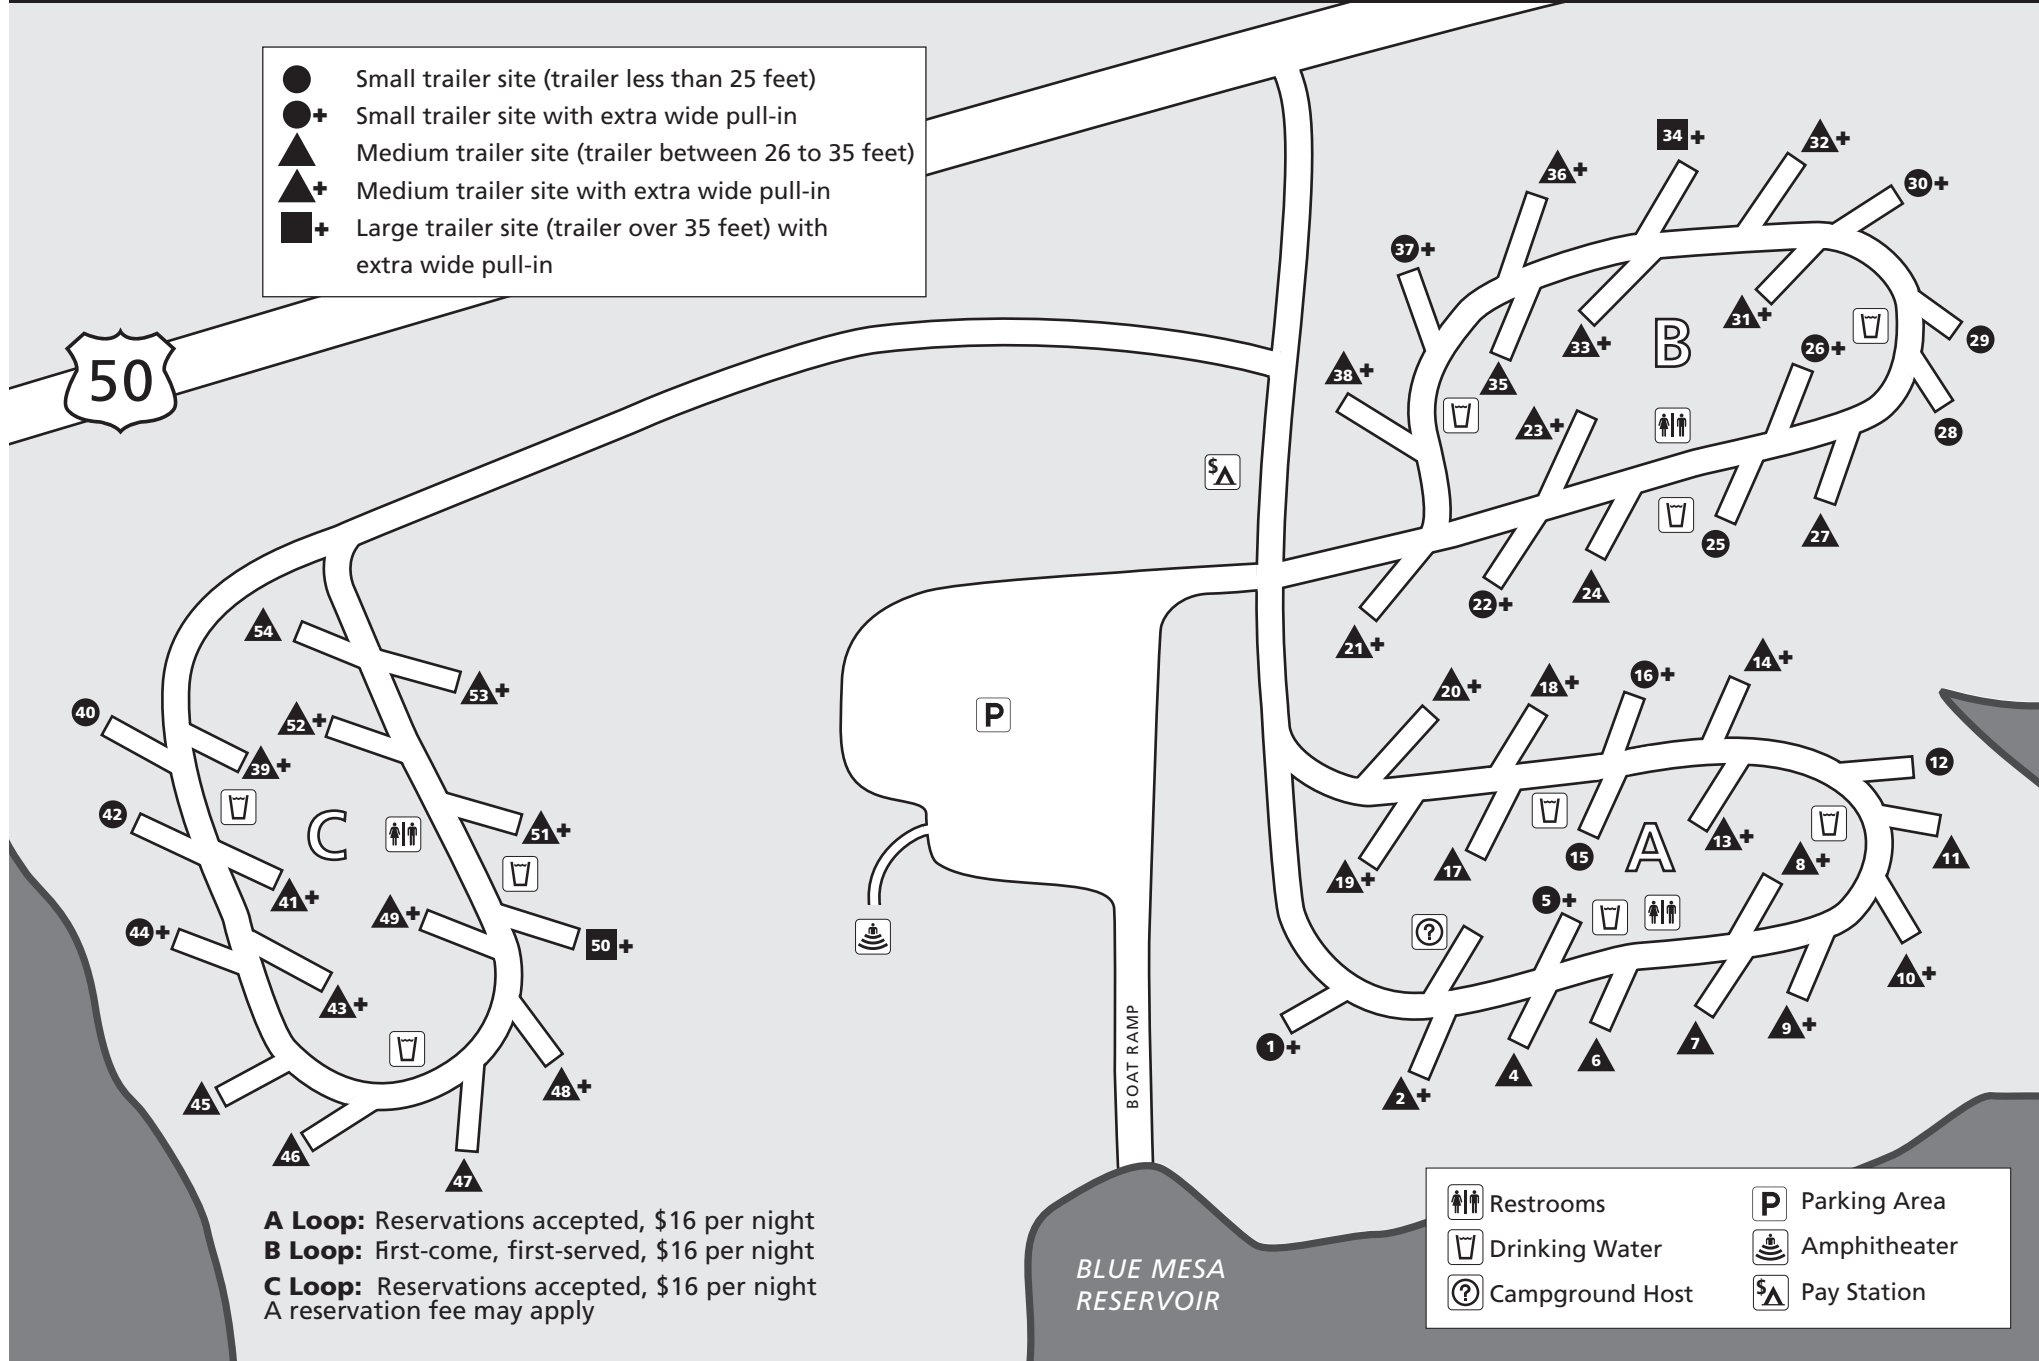 Small trailer site (trailer less than 25 feet)
+ Small trailer site with extra wide pull-in
Medium trailer site (trailer between 26 to 35 feet)
+ Medium trailer site with extra wide pull-in
+ Large trailer site (trailer over 35 feet) with
extra wide pull-in
50
34+
32+
36+
30+
37+
B
31+
33+
29
26+
38+
35
23+
28
$
25
27
24
22+
21+
54
53+
52+
40
39+
42
C
51+
41+
49+
44+
50+
43+
45
48+
46
47
P
BOAT RAMP
14+
16+
18+
20+
12
13+
11
A
8+
15
17
19+
5+
?
10+
9+
7
6
4
1+
2+
A Loop: Reservations accepted, $16 per night
B Loop: First-come, first-served, $16 per night
C Loop: Reservations accepted, $16 per night
A reservation fee may apply
BLUE MESA
RESERVOIR
Restrooms
Drinking Water
? Campground Host
P Parking Area
Amphitheater
$ Pay Station